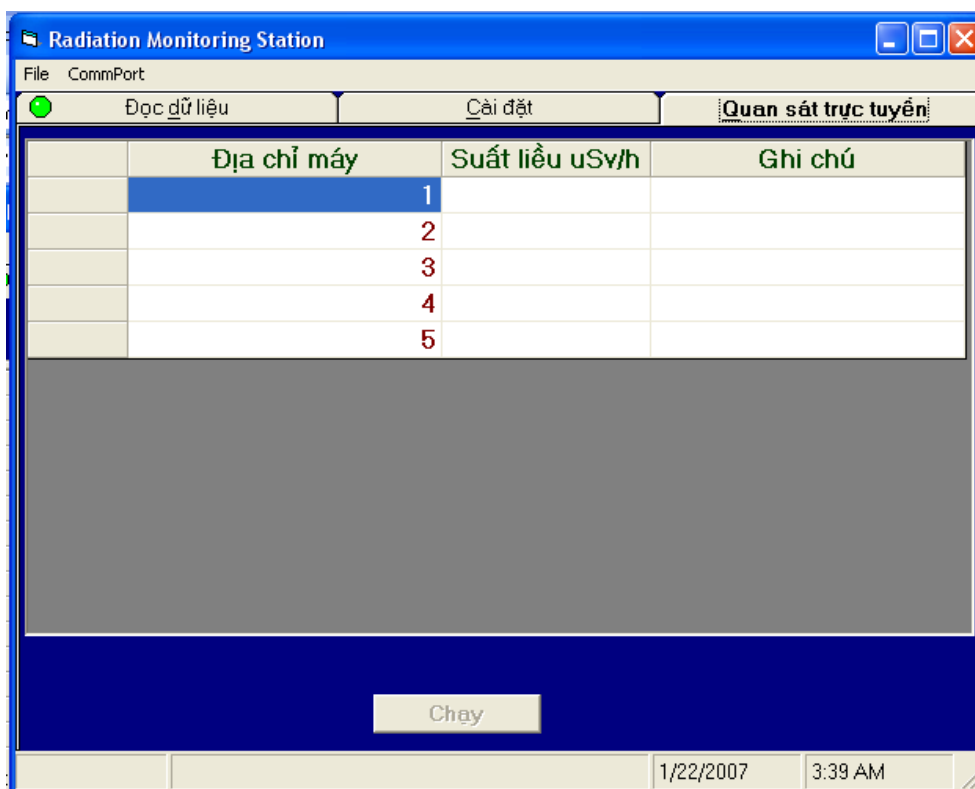 Radiation Monitoring Station
File CommPort
Đọc dữ liệu Cài đặt Quan sát trực tuyến
Địa chỉ máy Suất liều uSv/h Ghi chú
1
2
3
4
5
Chạy
1/22/2007 3:39 AM